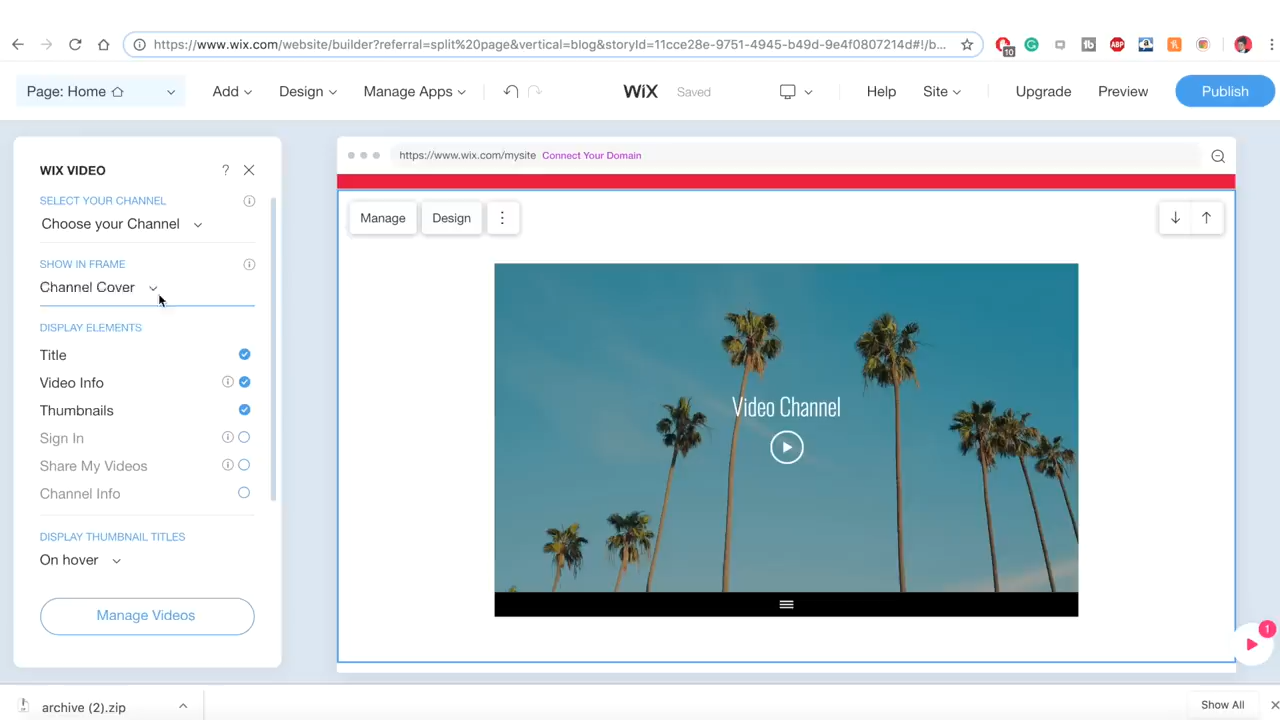 https://www.wix.com/website/builder?referral=split%20page&vertical=blog&storyId=11cce28e-9751-4945-b49d-9e4f0807214d#!/b...
10
ABP
Page: Home
Add
Design
Manage Apps
WiX
Saved
Help
Site
Upgrade
Preview
Publish
WIX VIDEO
?
SELECT YOUR CHANNEL
Choose your Channel
SHOW IN FRAME
Channel Cover
DISPLAY ELEMENTS
Title
Video Info
Thumbnails
Sign In
Share My Videos
Channel Info
DISPLAY THUMBNAIL TITLES
On hover
Manage Videos
https://www.wix.com/mysite Connect Your Domain
Manage
Design
Video Channel
1
archive (2).zip
Show All